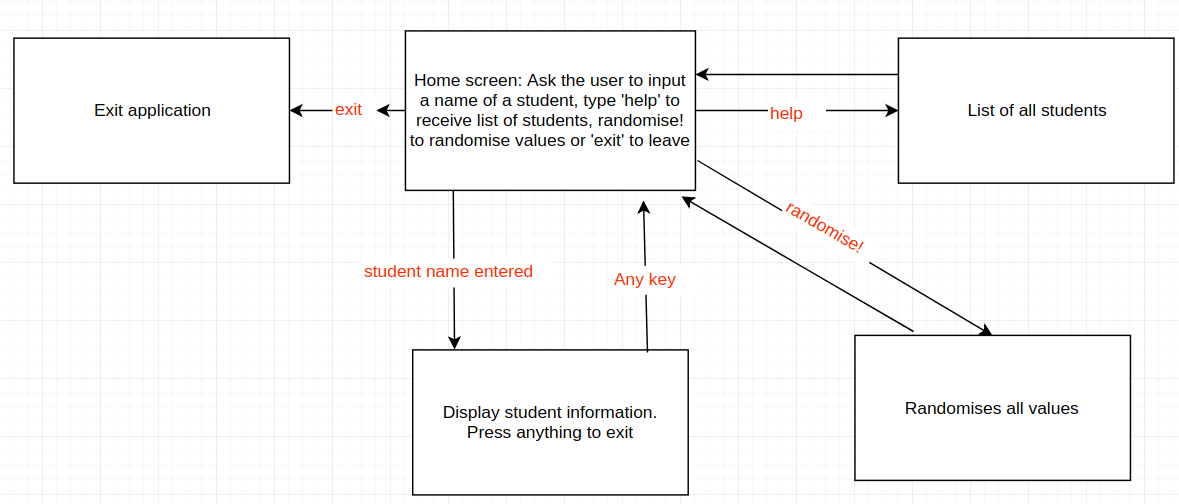 Exit application
exit
Home screen: Ask the user to input
a name of a student, type 'help' to
receive list of students, randomise!
to randomise values or 'exit' to leave
help
List of all students
randomise!
student name entered
Any key
Display student information.
Press anything to exit
Randomises all values